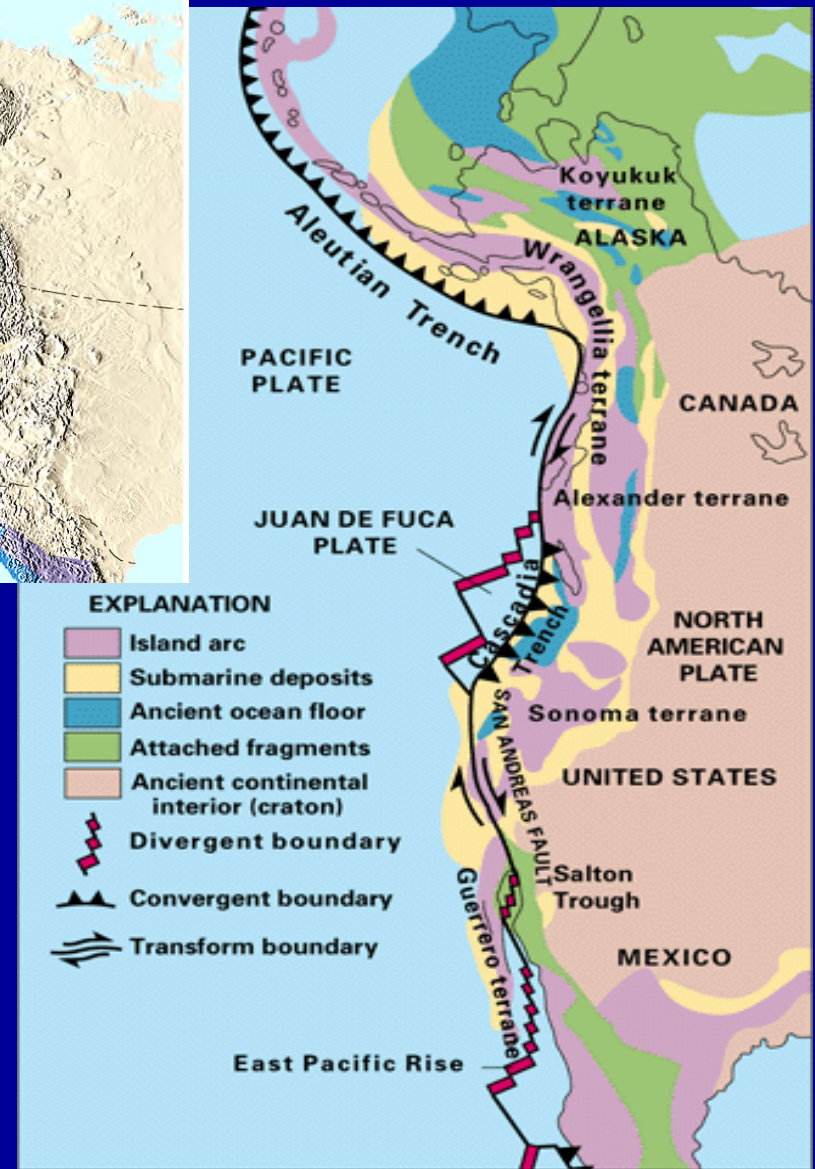 Koyukuk
terrane
ALASKA
Aleutian Trench
Wrangellia terrane
PACIFIC
PLATE
CANADA
Alexander terrane
JUAN DE FUCA
PLATE
Cascadia
Trench
EXPLANATION
Island arc
Submarine deposits
Ancient ocean floor
Attached fragments
Ancient continental
interior (craton)
Divergent boundary
Convergent boundary
Transform boundary
NORTH
AMERICAN
PLATE
Sonoma terrane
SAN ANDREAS FAULT
UNITED STATES
Salton
Trough
Guerrero terrane
MEXICO
East Pacific Rise